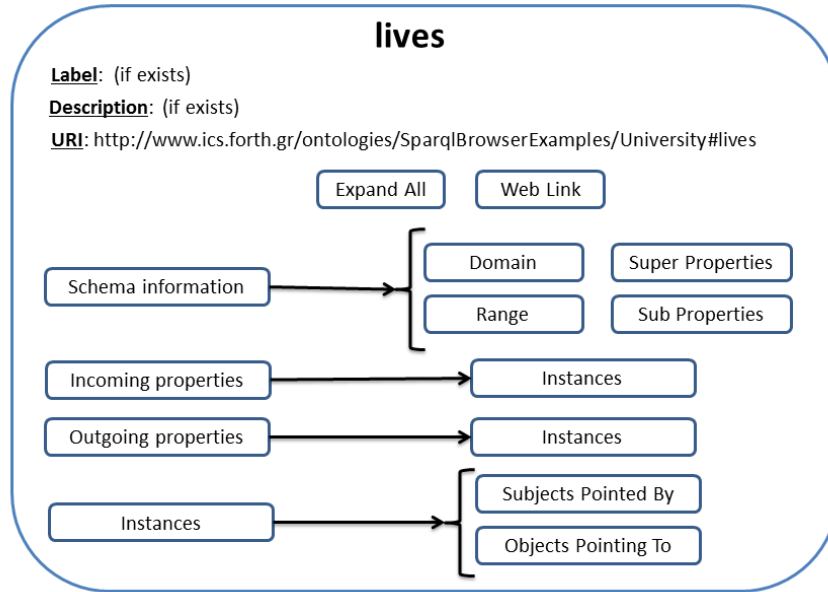 lives
Label: (if exists)
Description: (if exists)
URI: http://www.ics.forth.gr/ontologies/SparqlBrowserExamples/University#lives
Expand All Web Link
Schema information
Domain Super Properties
Range Sub Properties
Incoming properties Instances
Outgoing properties Instances
Instances
Subjects Pointed By
Objects Pointing To